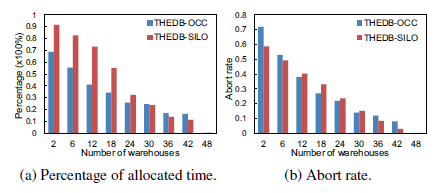 1
0.9
0.8
0.7
0.6
0.5
0.4
0.3
0.2
0.1
0
Percentage (x100%)
THEDB-OCC
THEDB-SILO
2 6 12 18 24 30 36 42 48
Number of warehouses
(a) Percentage of allocated time.
0.8
0.7
0.6
0.5
0.4
0.3
0.2
0.1
0
Abort rate
THEDB-OCC
THEDB-SILO
2 6 12 18 24 30 36 42 48
Number of warehouses
(b) Abort rate.